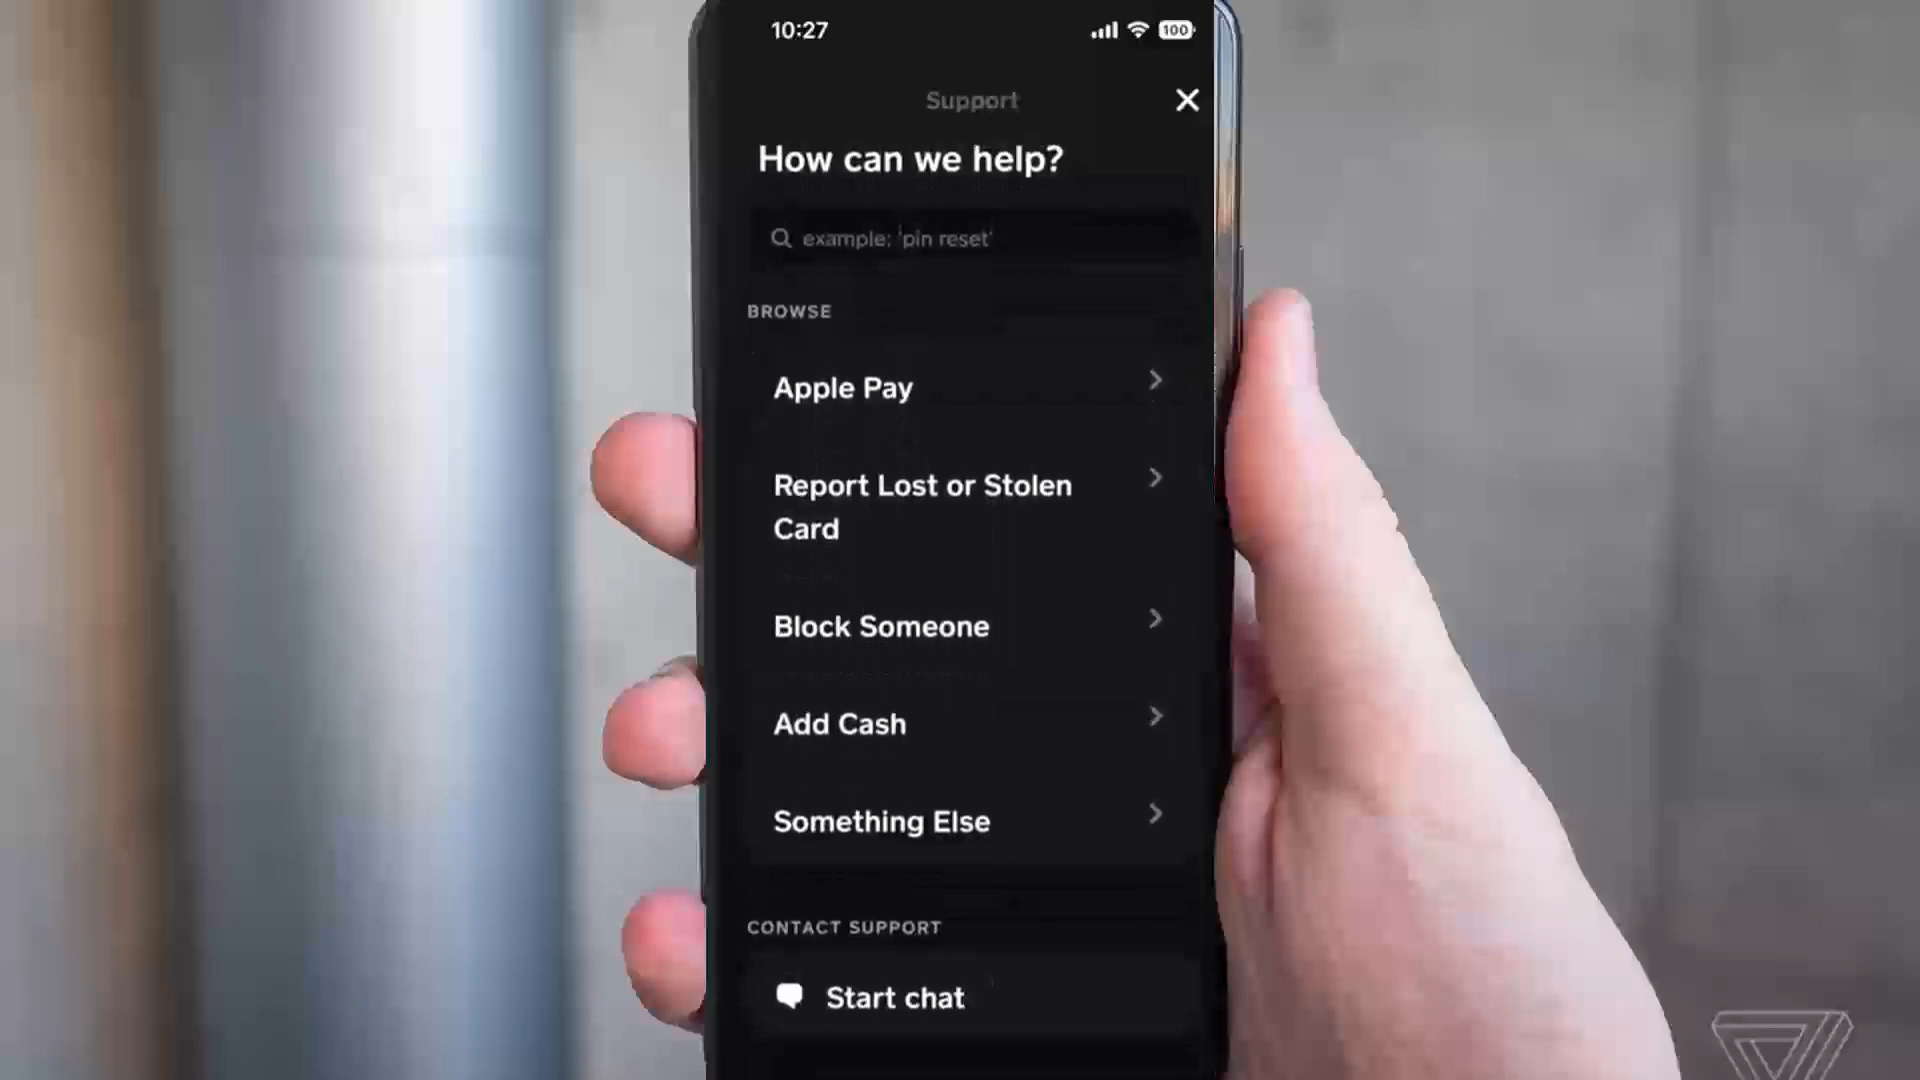 10:27
100
Support
How can we help?
example: 'pin reset'
BROWSE
Apple Pay
Report Lost or Stolen
Card
Block Someone
Add Cash
Something Else
CONTACT SUPPORT
Start chat